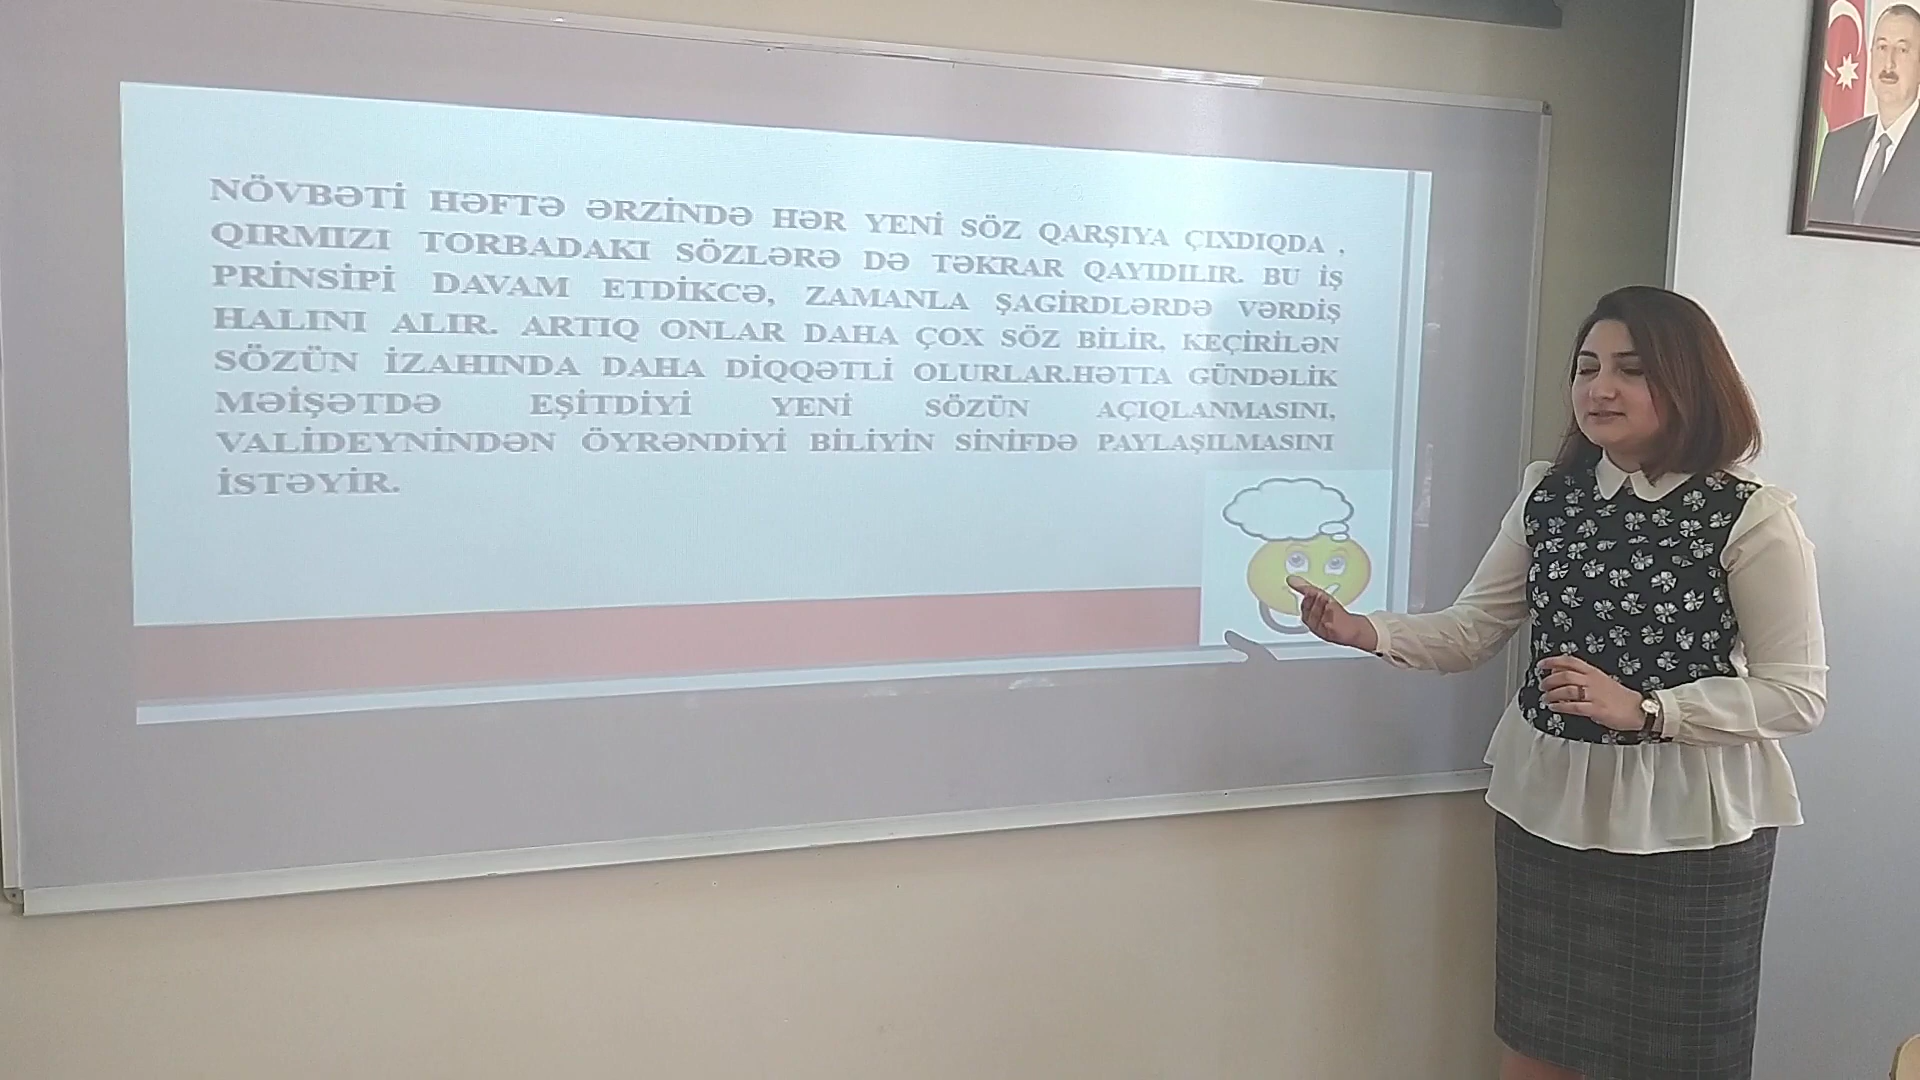 NÖVBƏTİ HƏFTƏ ƏRZİNDƏ HƏR YENİ SÖZ QARŞIYA ÇIXDIQDA ,
QIRMIZI TORBADAKI SÖZLƏRƏ DƏ TƏKRAR QAYIDILIR. BU İŞ
PRİNSİPİ DAVAM ETDİKCƏ, ZAMANLA ŞAGİRDLƏRDƏ VƏRDİŞ
HALINI ALIR. ARTIQ ONLAR DAHA ÇOX SÖZ BİLİR, KEÇİRİLƏN
SÖZÜN İZAHINDA DAHA DİQQƏTLİ OLURLAR.HƏTTA GÜNDƏLİK
MƏİŞƏTDƏ EŞİTDİYİ YENİ SÖZÜN AÇIQLANMASINI,
VALİDEYNİNDƏN ÖYRƏNDİYİ BİLİYİN SİNİFDƏ PAYLAŞILMASINI
İSTƏYİR.